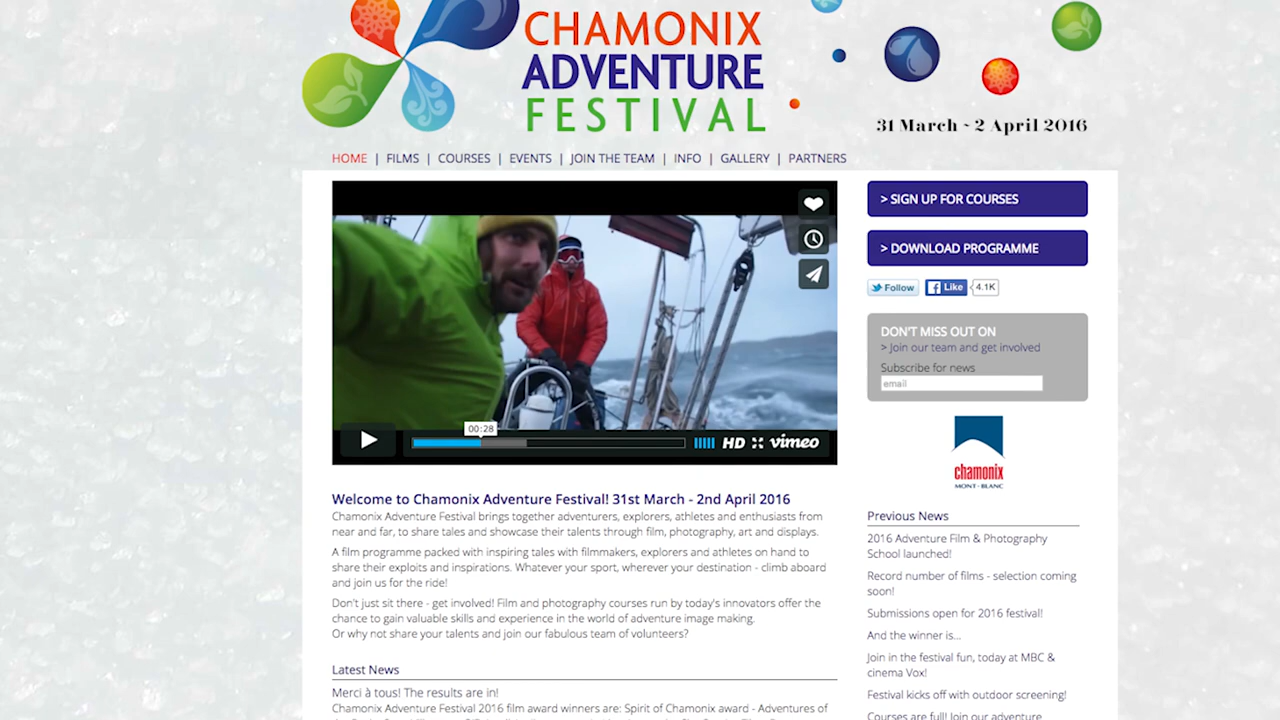 CHAMONIX
ADVENTURE
FESTIVAL
31 March ~ 2 April 2016
HOME | FILMS | COURSES | EVENTS | JOIN THE TEAM | INFO | GALLERY | PARTNERS
00:28
HD vimeo
Welcome to Chamonix Adventure Festival! 31st March - 2nd April 2016
Chamonix Adventure Festival brings together adventurers, explorers, athletes and enthusiasts from
near and far, to share tales and showcase their talents through film, photography, art and displays.
A film programme packed with inspiring tales with filmmakers, explorers and athletes on hand to
share their exploits and inspirations. Whatever your sport, wherever your destination - climb aboard
and join us for the ride!
Don't just sit there - get involved! Film and photography courses run by today's innovators offer the
chance to gain valuable skills and experience in the world of adventure image making.
Or why not share your talents and join our fabulous team of volunteers?
Latest News
Merci à tous! The results are in!
Chamonix Adventure Festival 2016 film award winners are: Spirit of Chamonix award - Adventures of
> SIGN UP FOR COURSES
> DOWNLOAD PROGRAMME
Follow
Like
4.1K
DON'T MISS OUT ON
> Join our team and get involved
Subscribe for news
email
chamonix
MONT-BLANC
Previous News
2016 Adventure Film & Photography
School launched!
Record number of films - selection coming
soon!
Submissions open for 2016 festival!
And the winner is...
Join in the festival fun, today at MBC &
cinema Vox!
Festival kicks off with outdoor screening!
Courses are full! Join our adventure